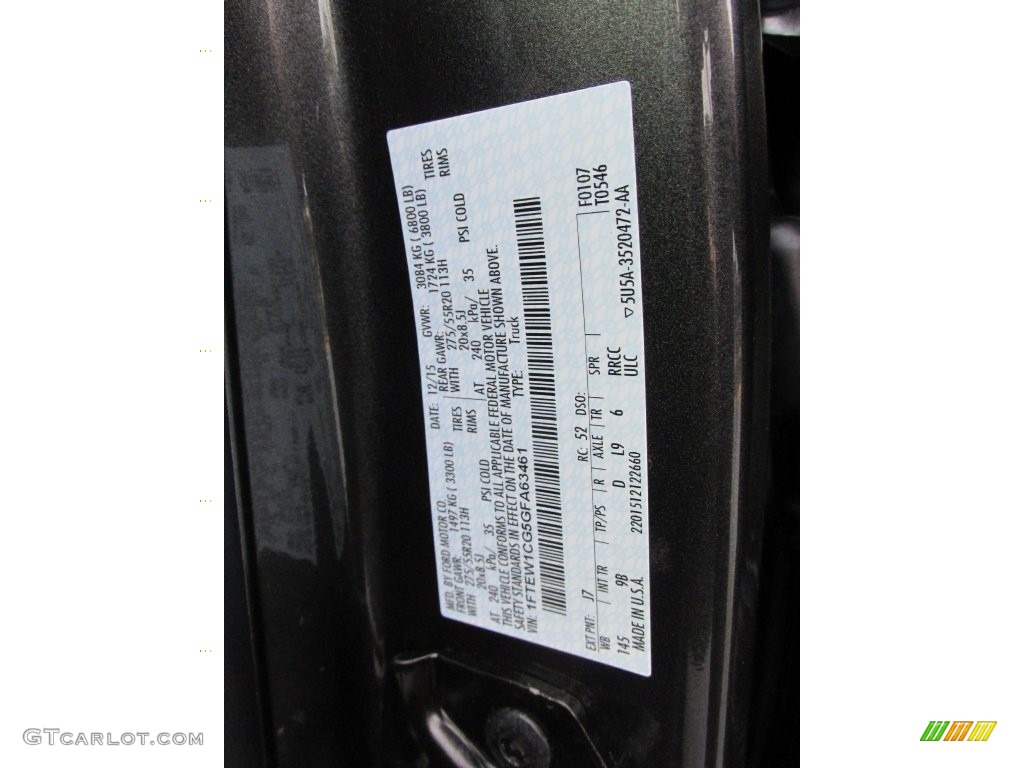 MFD. BY FORD MOTOR CO.
DATE: 12/15 GVWR: 3084 KG ( 6800 LB)
FRONT GAWR: 1497 KG ( 3300 LB)
REAR GAWR: 1724 KG ( 3800 LB)
WITH 275/55R20 113H TIRES
WITH 275/55R20 113H TIRES
20x8.5J RIMS
20x8.5J RIMS
AT 240 kPa/ 35 PSI COLD
AT 240 kPa/ 35 PSI COLD
THIS VEHICLE CONFORMS TO ALL APPLICABLE FEDERAL MOTOR VEHICLE
SAFETY STANDARDS IN EFFECT ON THE DATE OF MANUFACTURE SHOWN ABOVE.
VIN: 1FTEW1CG5GFA63461 TYPE: Truck
F0107
T0546
EXT PNT: J7 RC: 52 DSO:
WB INT TR TP/PS R AXLE TR SPR
145 9B D L9 6 RRCC
ULC
MADE IN U.S.A. 2201512122660
▽ 5U5A-3520472-AA
GTCARLOT.COM